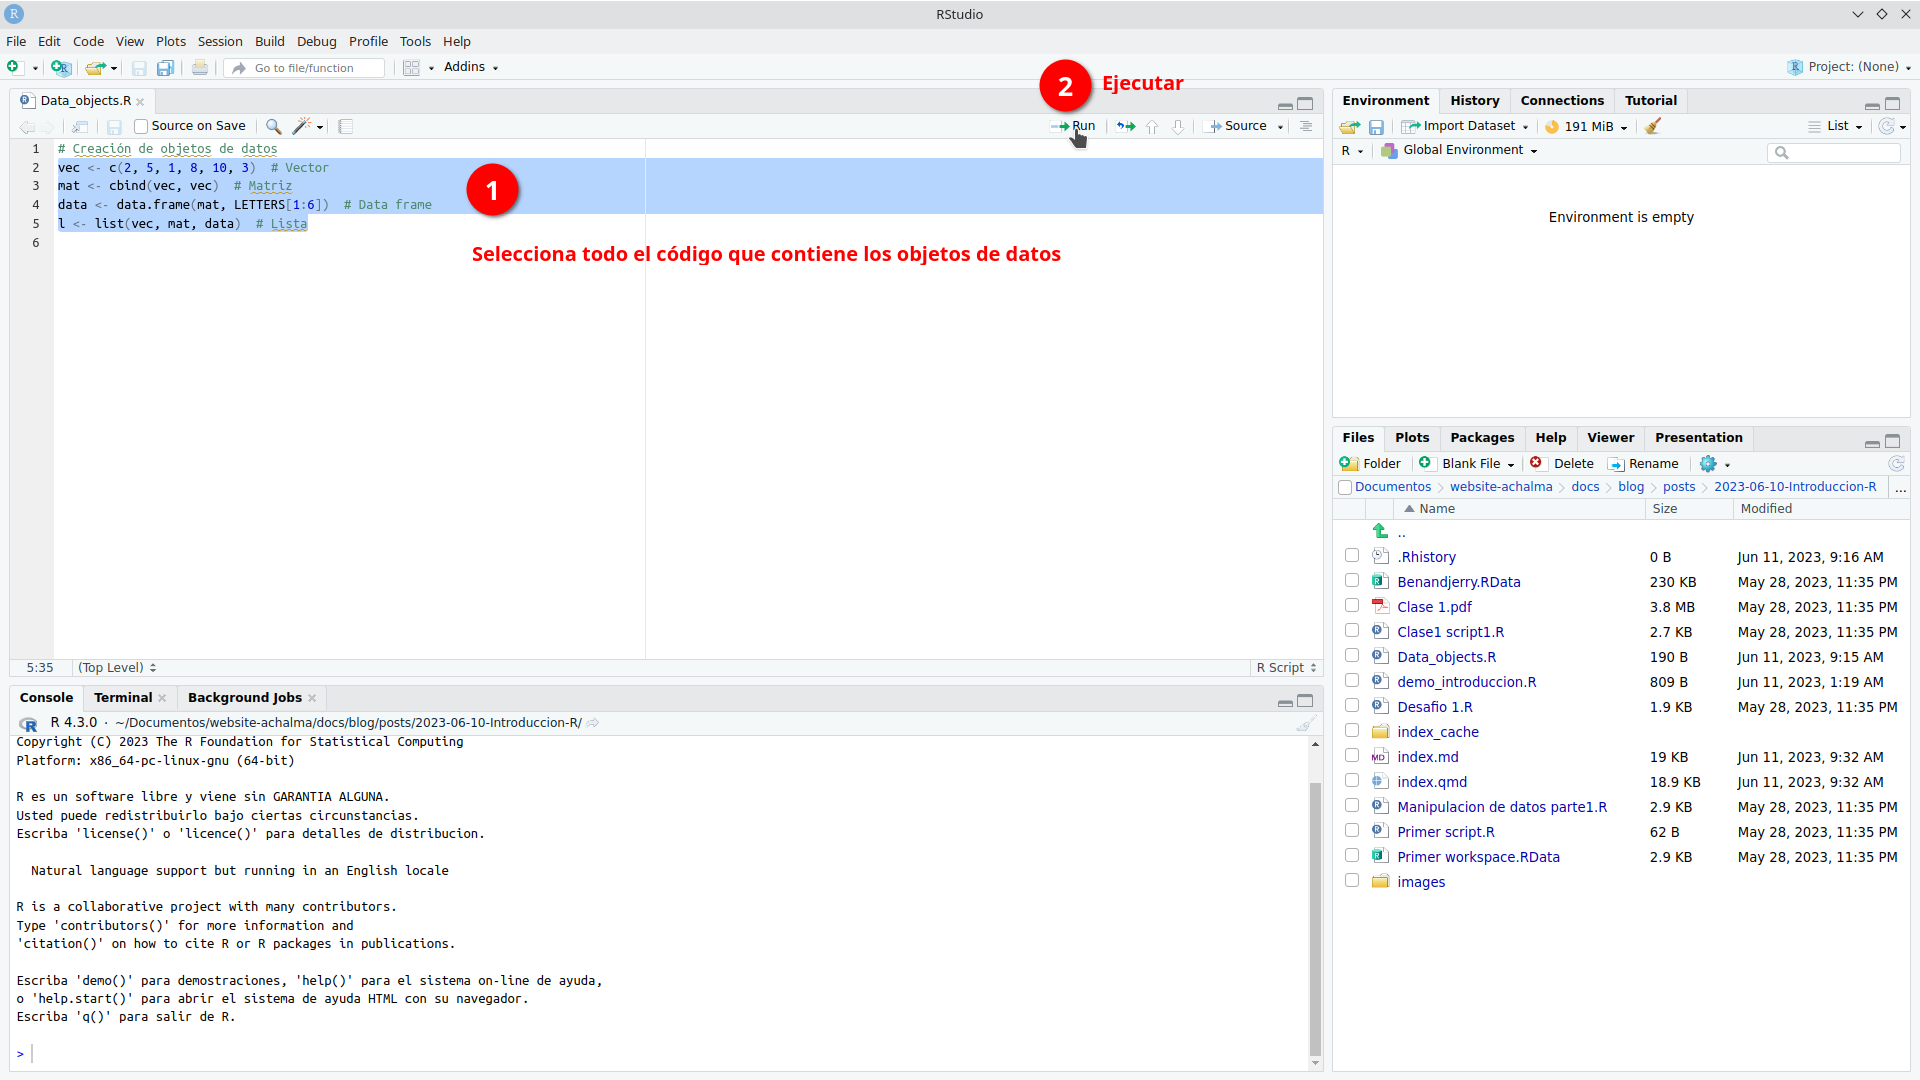 RStudio
File Edit Code View Plots Session Build Debug Profile Tools Help
Go to file/function Addins Project: (None)
2 Ejecutar
Data_objects.R
Source on Save Run Source
1 # Creación de objetos de datos
2 vec <- c(2, 5, 1, 8, 10, 3)  # Vector
3 mat <- cbind(vec, vec)  # Matriz
4 data <- data.frame(mat, LETTERS[1:6])  # Data frame
5 l <- list(vec, mat, data)  # Lista
6
1
Selecciona todo el código que contiene los objetos de datos
5:35 (Top Level) R Script
Console Terminal Background Jobs
R 4.3.0 · ~/Documentos/website-achalma/docs/blog/posts/2023-06-10-Introduccion-R/
Copyright (C) 2023 The R Foundation for Statistical Computing
Platform: x86_64-pc-linux-gnu (64-bit)
R es un software libre y viene sin GARANTIA ALGUNA.
Usted puede redistribuirlo bajo ciertas circunstancias.
Escriba 'license()' o 'licence()' para detalles de distribucion.
Natural language support but running in an English locale
R is a collaborative project with many contributors.
Type 'contributors()' for more information and
'citation()' on how to cite R or R packages in publications.
Escriba 'demo()' para demostraciones, 'help()' para el sistema on-line de ayuda,
o 'help.start()' para abrir el sistema de ayuda HTML con su navegador.
Escriba 'q()' para salir de R.
>
Environment History Connections Tutorial
Import Dataset 191 MiB List
R Global Environment
Environment is empty
Files Plots Packages Help Viewer Presentation
Folder Blank File Delete Rename
Documentos website-achalma docs blog posts 2023-06-10-Introduccion-R ...
Name Size Modified
..
.Rhistory 0 B Jun 11, 2023, 9:16 AM
Benandjerry.RData 230 KB May 28, 2023, 11:35 PM
Clase 1.pdf 3.8 MB May 28, 2023, 11:35 PM
Clase1 script1.R 2.7 KB May 28, 2023, 11:35 PM
Data_objects.R 190 B Jun 11, 2023, 9:15 AM
demo_introduccion.R 809 B Jun 11, 2023, 1:19 AM
Desafio 1.R 1.9 KB May 28, 2023, 11:35 PM
index_cache
index.md 19 KB Jun 11, 2023, 9:32 AM
index.qmd 18.9 KB Jun 11, 2023, 9:32 AM
Manipulacion de datos parte1.R 2.9 KB May 28, 2023, 11:35 PM
Primer script.R 62 B May 28, 2023, 11:35 PM
Primer workspace.RData 2.9 KB May 28, 2023, 11:35 PM
images